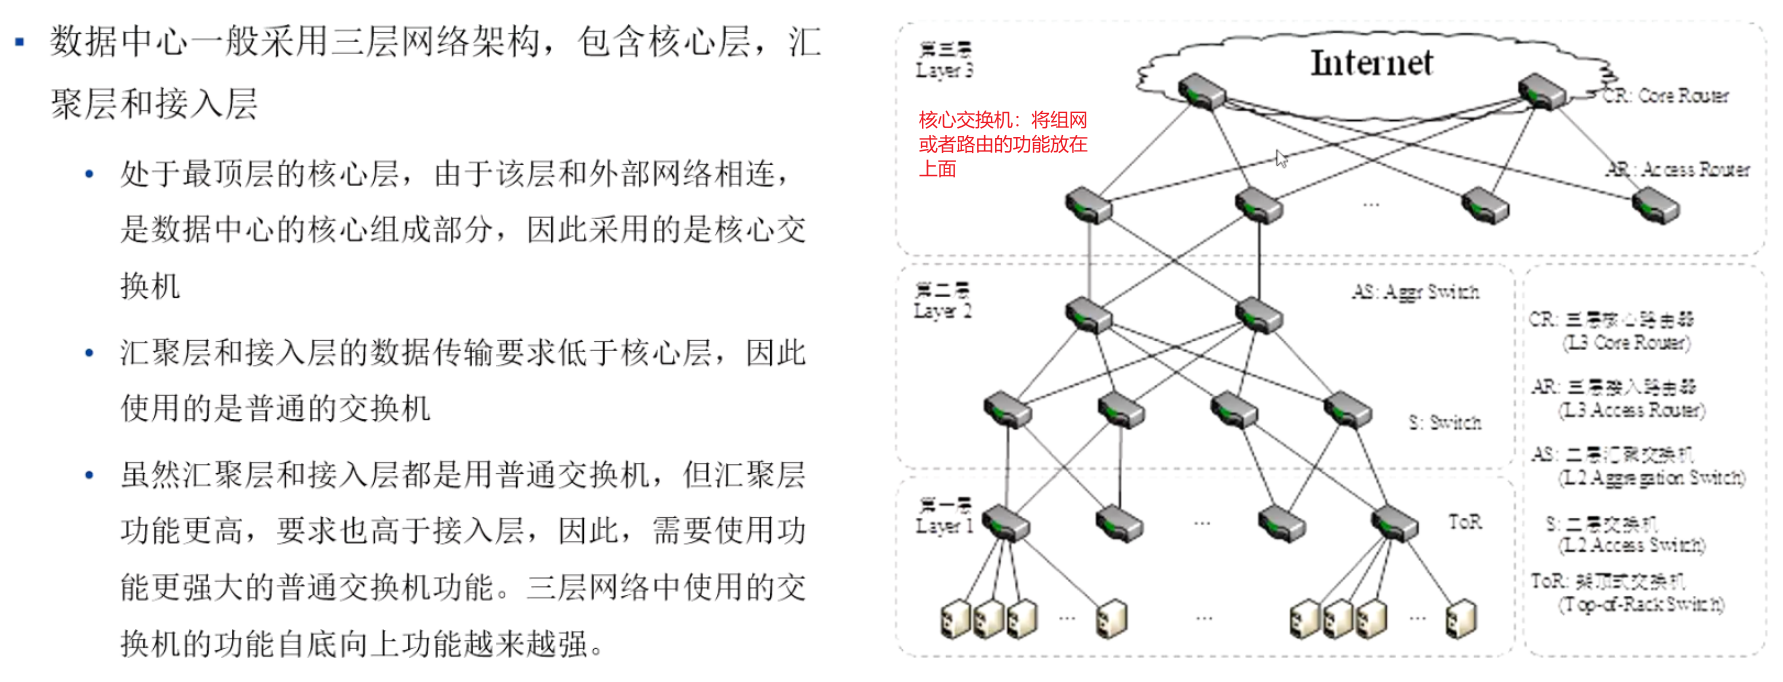 数据中心一般采用三层网络架构，包含核心层，汇
聚层和接入层
处于最顶层的核心层，由于该层和外部网络相连，
是数据中心的核心组成部分，因此采用的是核心交
换机
汇聚层和接入层的数据传输要求低于核心层，因此
使用的是普通的交换机
虽然汇聚层和接入层都是用普通交换机，但汇聚层
功能更高，要求也高于接入层，因此，需要使用功
能更强大的普通交换机功能。三层网络中使用的交
换机的功能自底向上功能越来越强。
第三层
Layer 3
Internet
CR: Core Router
核心交换机：将组网
或者路由的功能放在
上面
AR: Access Router
...
第二层
Layer 2
AS: Aggr Switch
S: Switch
第一层
Layer 1
...
ToR
...
...
...
CR: 三层核心路由器
(L3 Core Router)
AR: 三层接入路由器
(L3 Access Router)
AS: 二层汇聚交换机
(L2 Aggregation Switch)
S: 二层交换机
(L2 Access Switch)
ToR: 架顶式交换机
(Top-of-Rack Switch)